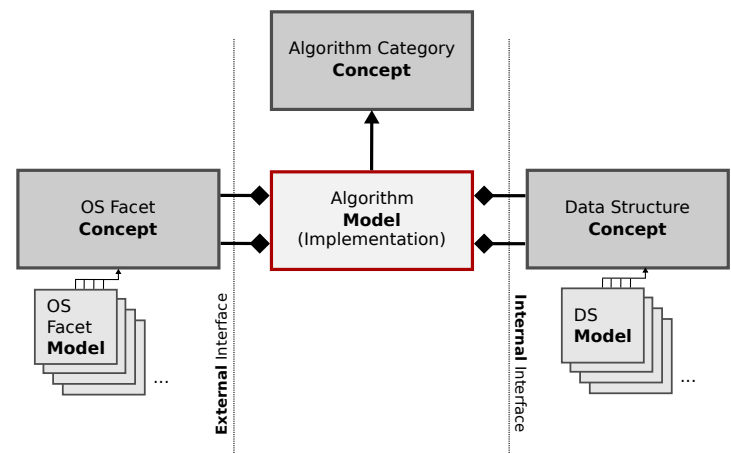 Algorithm Category
Concept
OS Facet
Concept
Algorithm
Model
(Implementation)
Data Structure
Concept
OS
Facet
Model
...
External Interface
Internal Interface
DS
Model
...